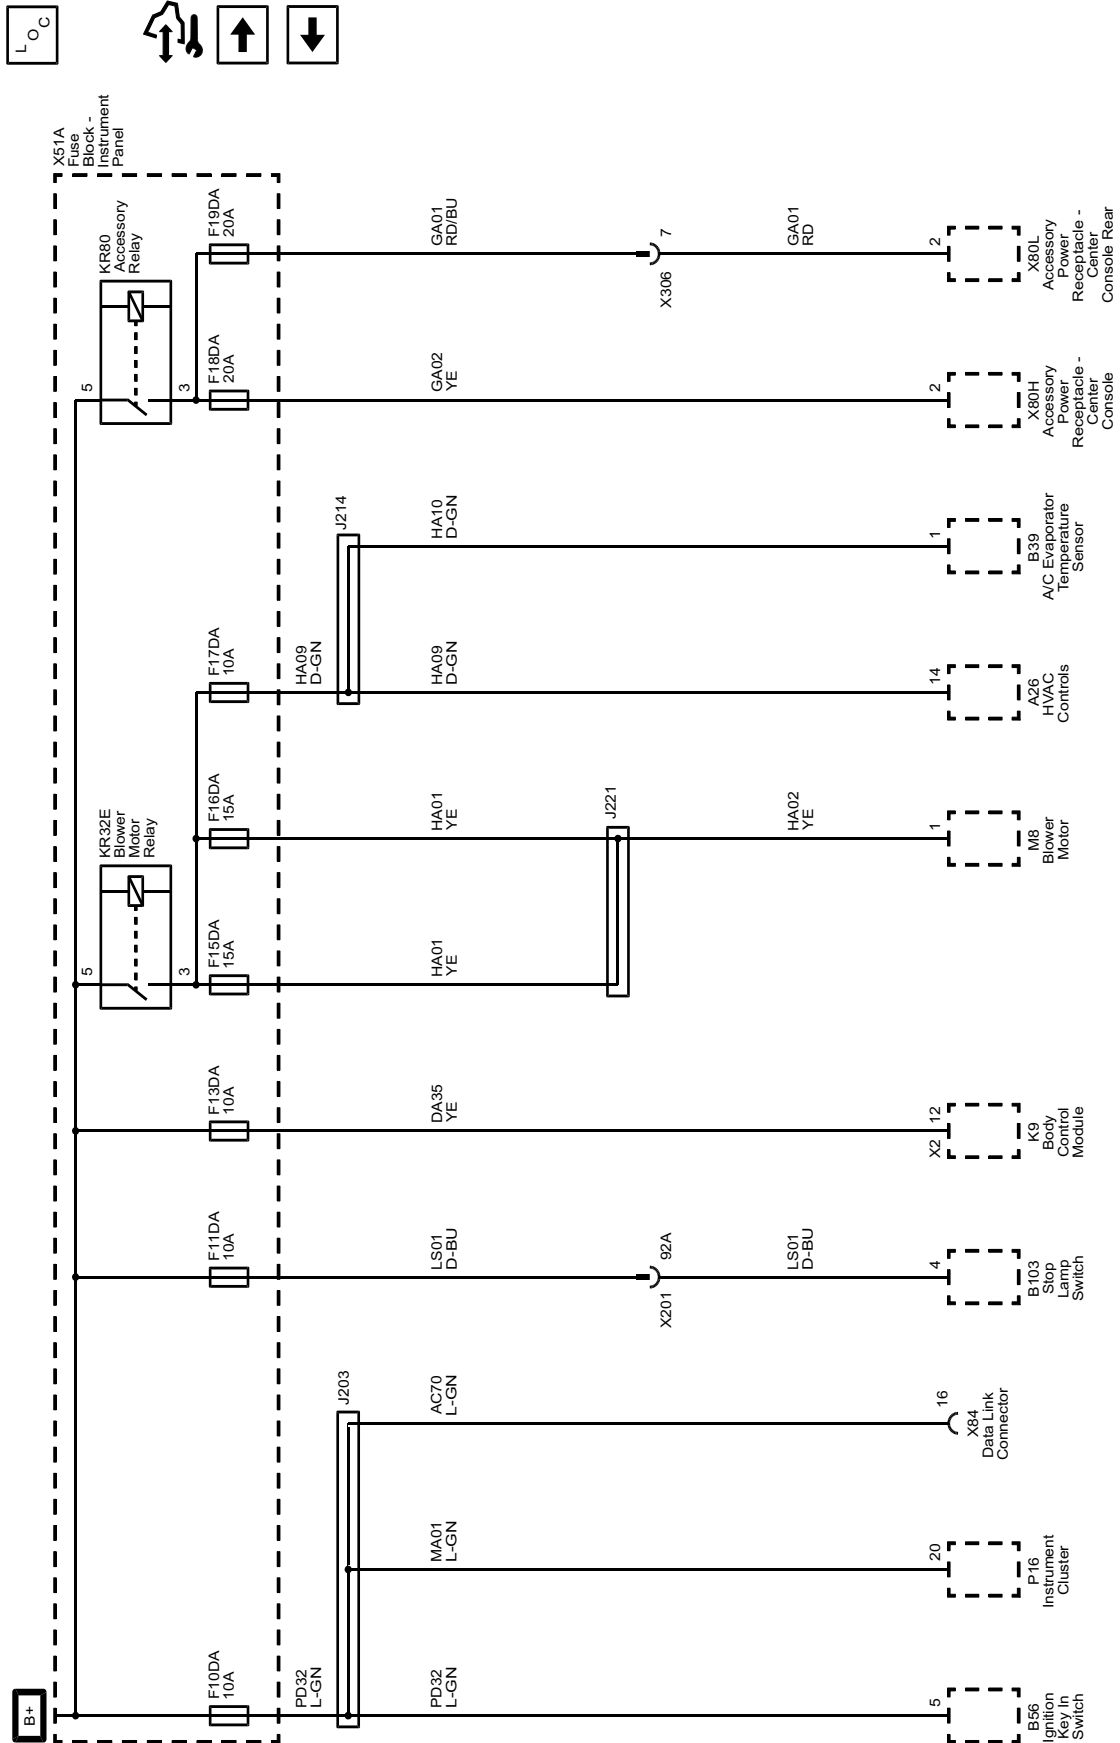 LOC
B+
X51A
Fuse
Block -
Instrument
Panel
F10DA
10A
F11DA
10A
F13DA
10A
5
KR32E
Blower
Motor
Relay
3
F15DA
15A
F16DA
15A
F17DA
10A
5
KR80
Accessory
Relay
3
F18DA
20A
F19DA
20A
PD32
L-GN
J203
HA09
D-GN
J214
PD32
L-GN
MA01
L-GN
AC70
L-GN
LS01
D-BU
DA35
YE
HA01
YE
HA01
YE
HA09
D-GN
HA10
D-GN
GA02
YE
GA01
RD/BU
X201
92A
J221
X306
7
LS01
D-BU
HA02
YE
GA01
RD
5
B56
Ignition
Key In
Switch
20
P16
Instrument
Cluster
16
X84
Data Link
Connector
4
B103
Stop
Lamp
Switch
X2
12
K9
Body
Control
Module
1
M8
Blower
Motor
14
A26
HVAC
Controls
1
B39
A/C Evaporator
Temperature
Sensor
2
X80H
Accessory
Power
Receptacle -
Center
Console
2
X80L
Accessory
Power
Receptacle -
Center
Console Rear